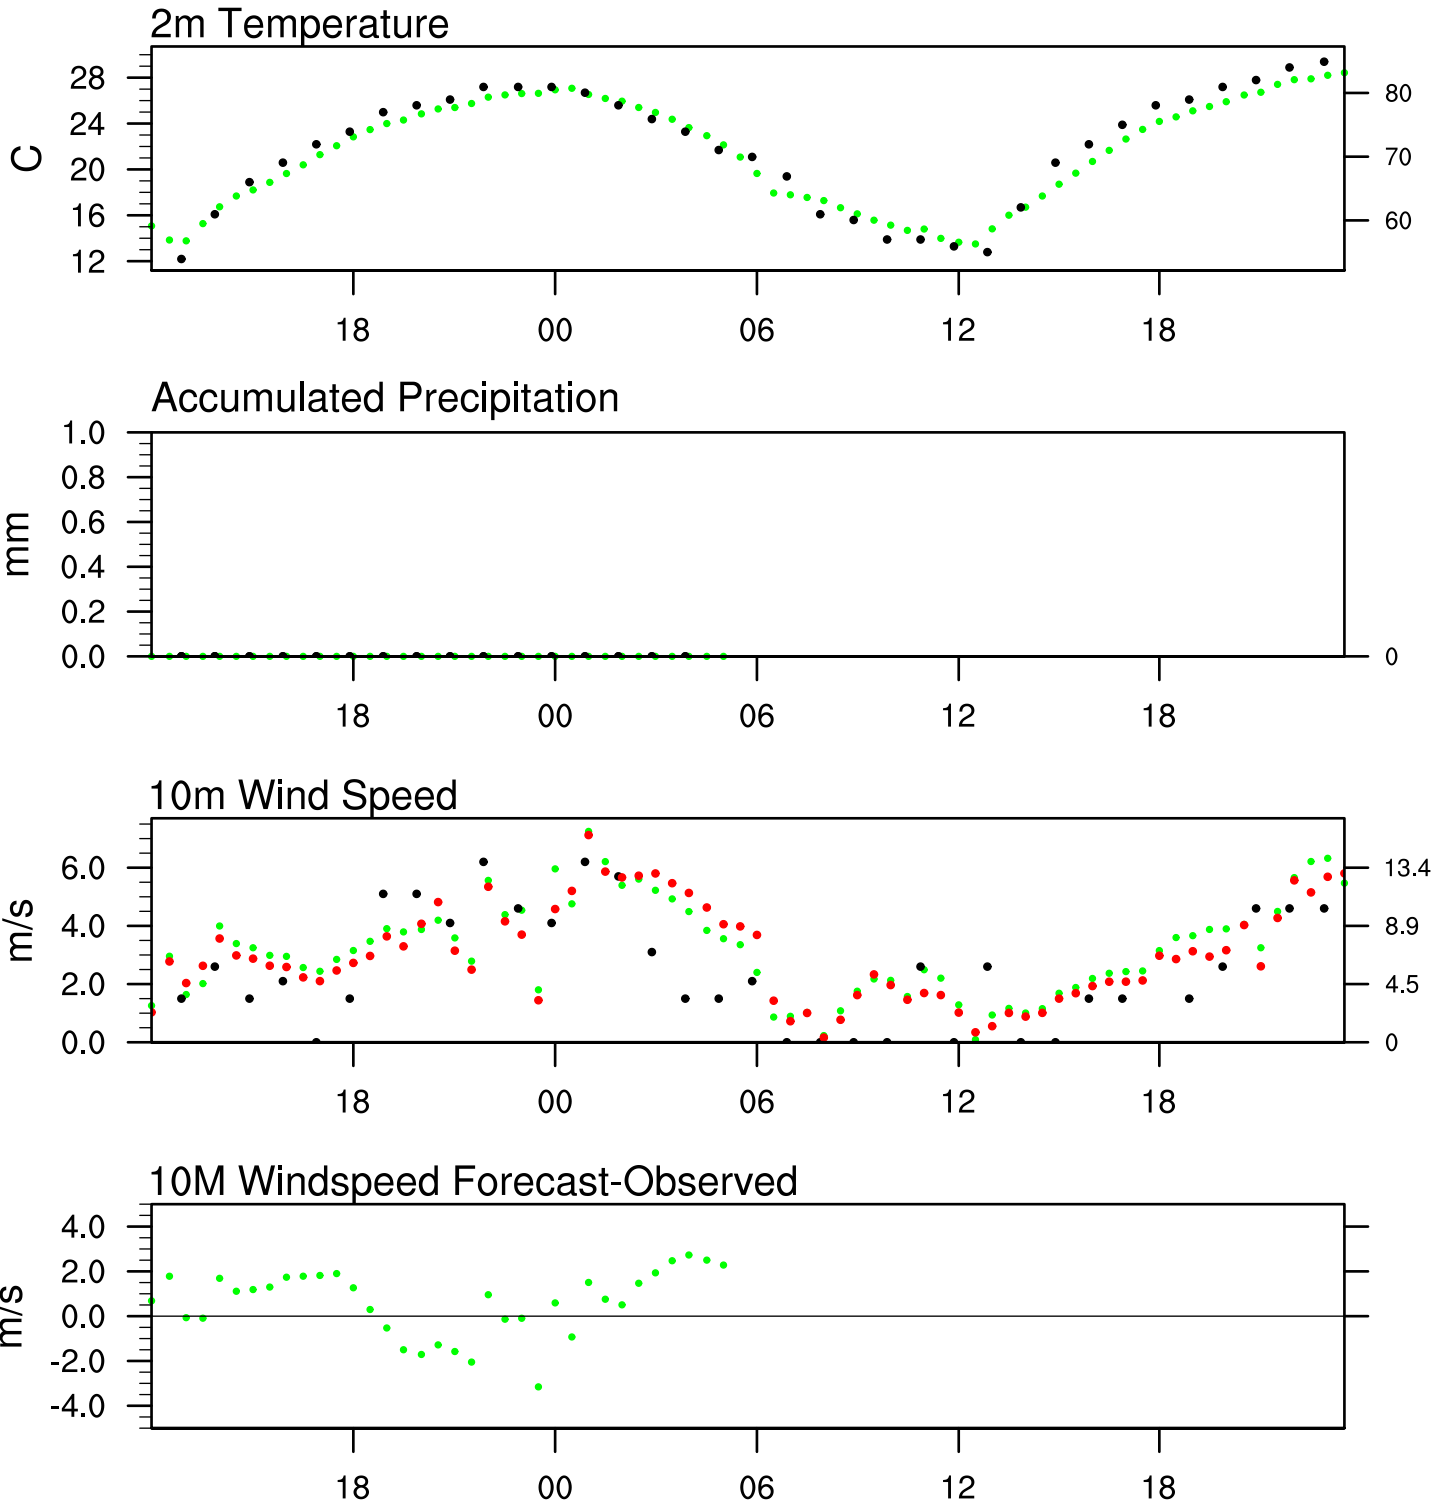 2m Temperature
28
24
20
16
12
C
80
70
60
18 00 06 12 18
Accumulated Precipitation
1.0
0.8
0.6
0.4
0.2
0.0
mm
0
18 00 06 12 18
10m Wind Speed
6.0
4.0
2.0
0.0
m/s
13.4
8.9
4.5
0
18 00 06 12 18
10M Windspeed Forecast-Observed
4.0
2.0
0.0
-2.0
-4.0
m/s
18 00 06 12 18